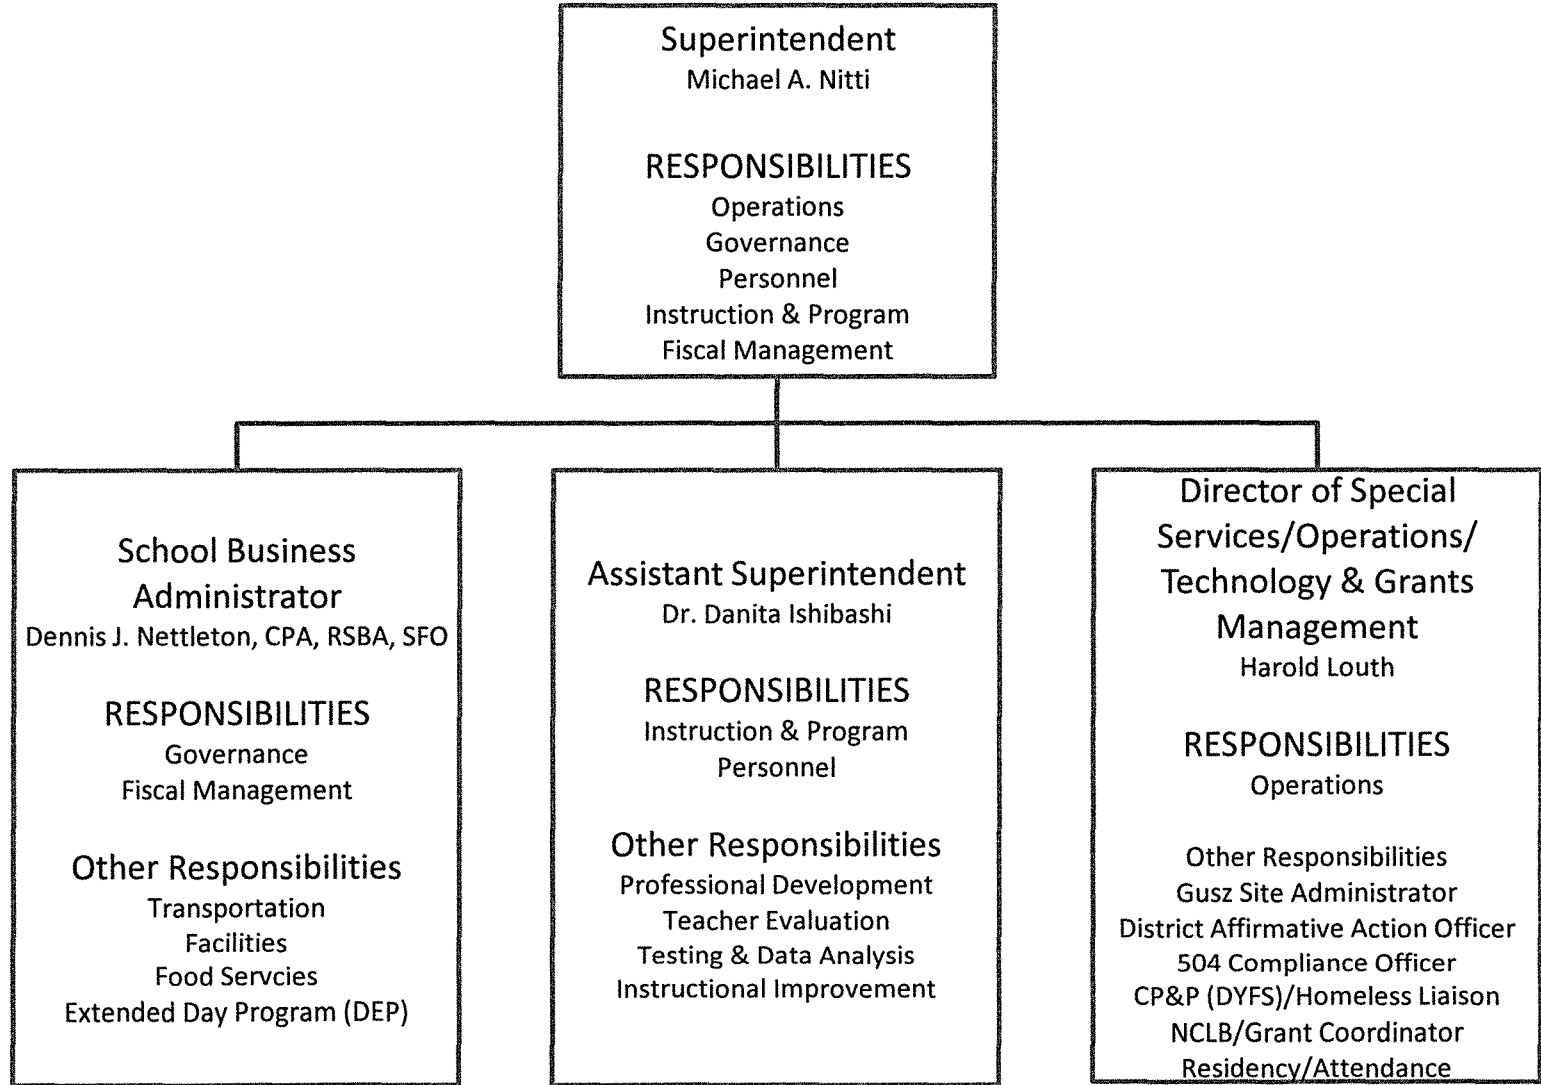 Superintendent
Michael A. Nitti
RESPONSIBILITIES
Operations
Governance
Personnel
Instruction & Program
Fiscal Management
School Business
Administrator
Dennis J. Nettleton, CPA, RSBA, SFO
RESPONSIBILITIES
Governance
Fiscal Management
Other Responsibilities
Transportation
Facilities
Food Servcies
Extended Day Program (DEP)
Assistant Superintendent
Dr. Danita Ishibashi
RESPONSIBILITIES
Instruction & Program
Personnel
Other Responsibilities
Professional Development
Teacher Evaluation
Testing & Data Analysis
Instructional Improvement
Director of Special
Services/Operations/
Technology & Grants
Management
Harold Louth
RESPONSIBILITIES
Operations
Other Responsibilities
Gusz Site Administrator
District Affirmative Action Officer
504 Compliance Officer
CP&P (DYFS)/Homeless Liaison
NCLB/Grant Coordinator
Residency/Attendance